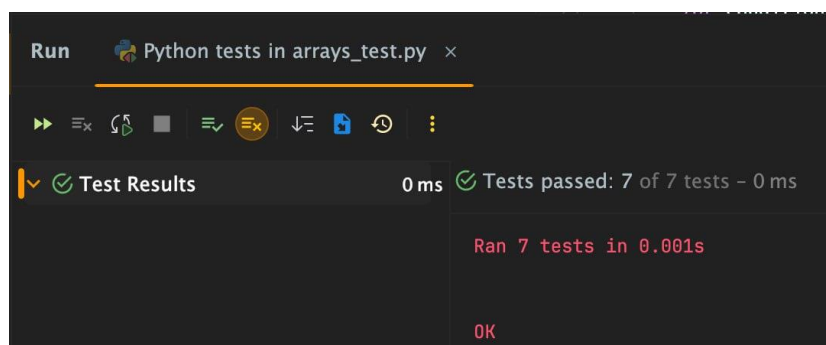 Run Python tests in arrays_test.py ×
Test Results 0 ms
Tests passed: 7 of 7 tests – 0 ms
Ran 7 tests in 0.001s
OK